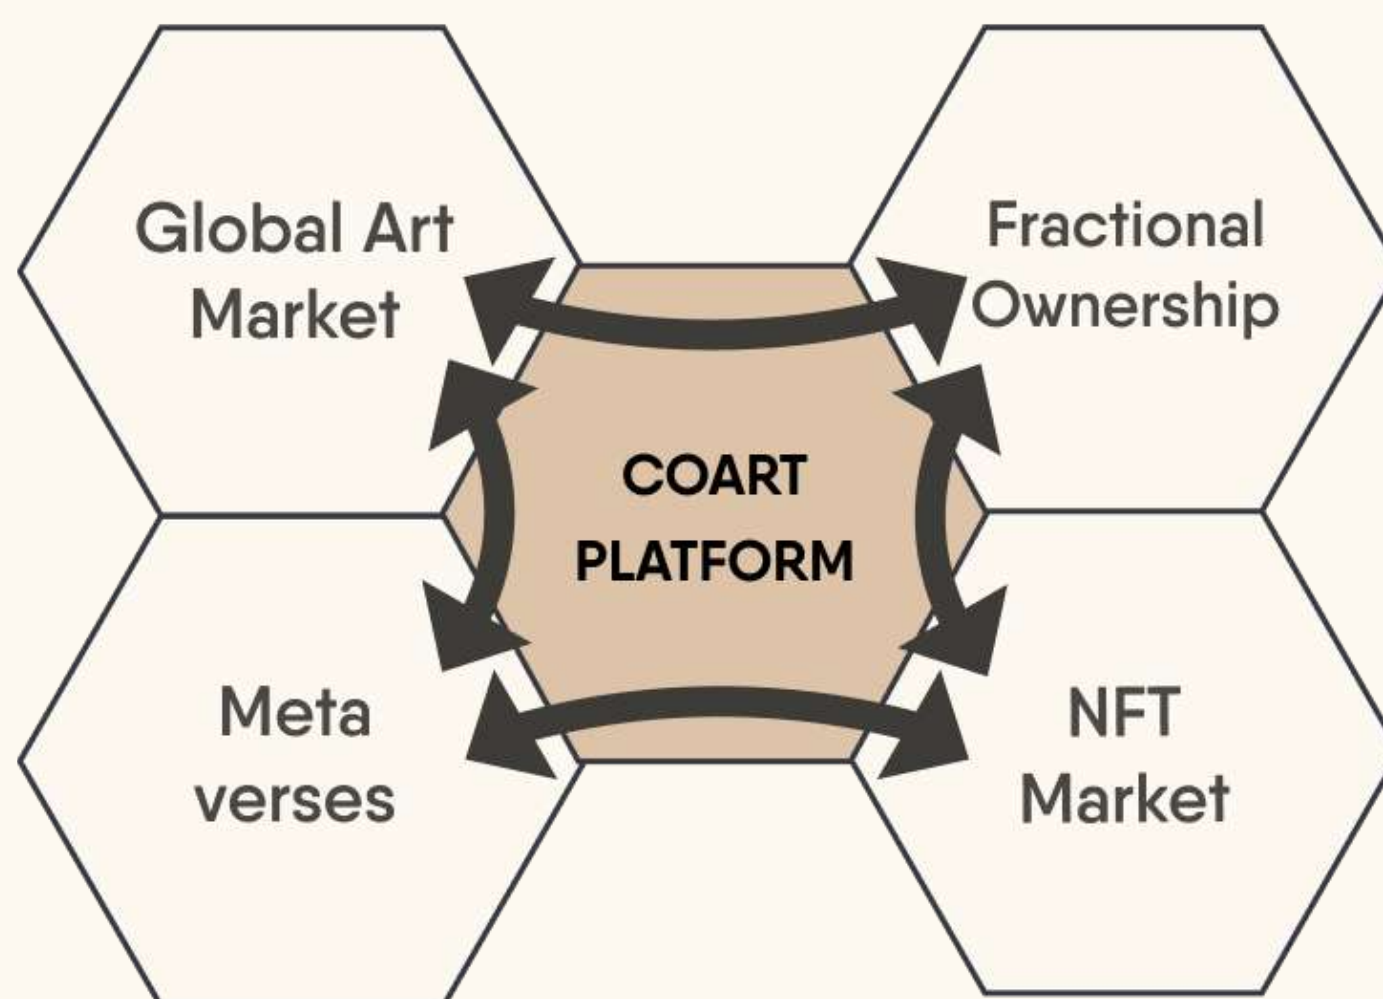 Global Art
Market
Fractional
Ownership
COART
PLATFORM
Meta
verses
NFT
Market